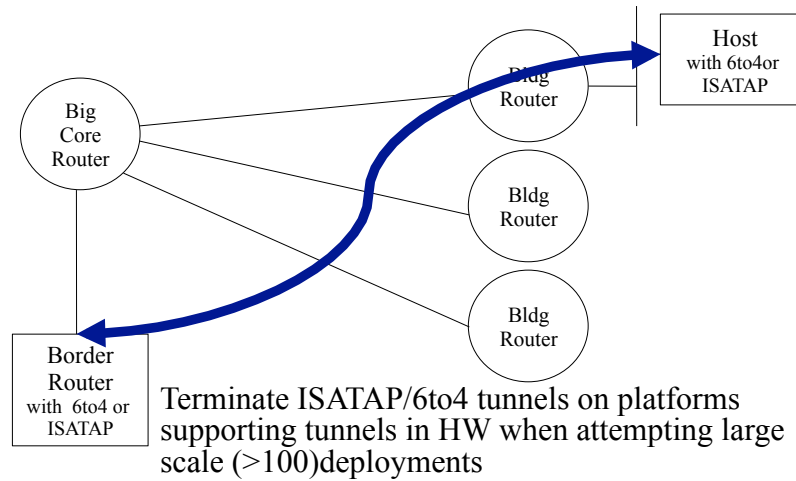 Big
Core
Router
Bldg
Router
Host
with 6to4or
ISATAP
Bldg
Router
Bldg
Router
Border
Router
with 6to4 or
ISATAP
Terminate ISATAP/6to4 tunnels on platforms
supporting tunnels in HW when attempting large
scale (>100)deployments